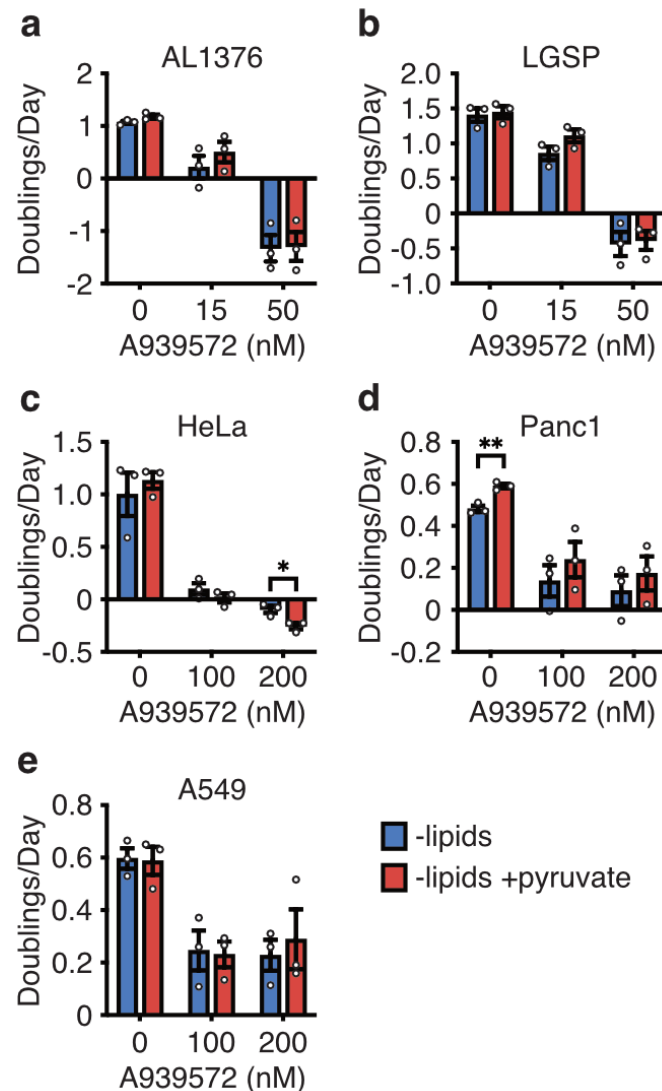 a
AL1376
Doublings/Day
2
1
0
-1
-2
0 15 50
A939572 (nM)
b
LGSP
Doublings/Day
2.0
1.5
1.0
0.5
0
-0.5
-1.0
0 15 50
A939572 (nM)
c
HeLa
Doublings/Day
1.5
1.0
0.5
0
-0.5
*
0 100 200
A939572 (nM)
d
Panc1
Doublings/Day
0.8
0.6
0.4
0.2
0
-0.2
**
0 100 200
A939572 (nM)
e
A549
Doublings/Day
0.8
0.6
0.4
0.2
0
0 100 200
A939572 (nM)
-lipids
-lipids +pyruvate